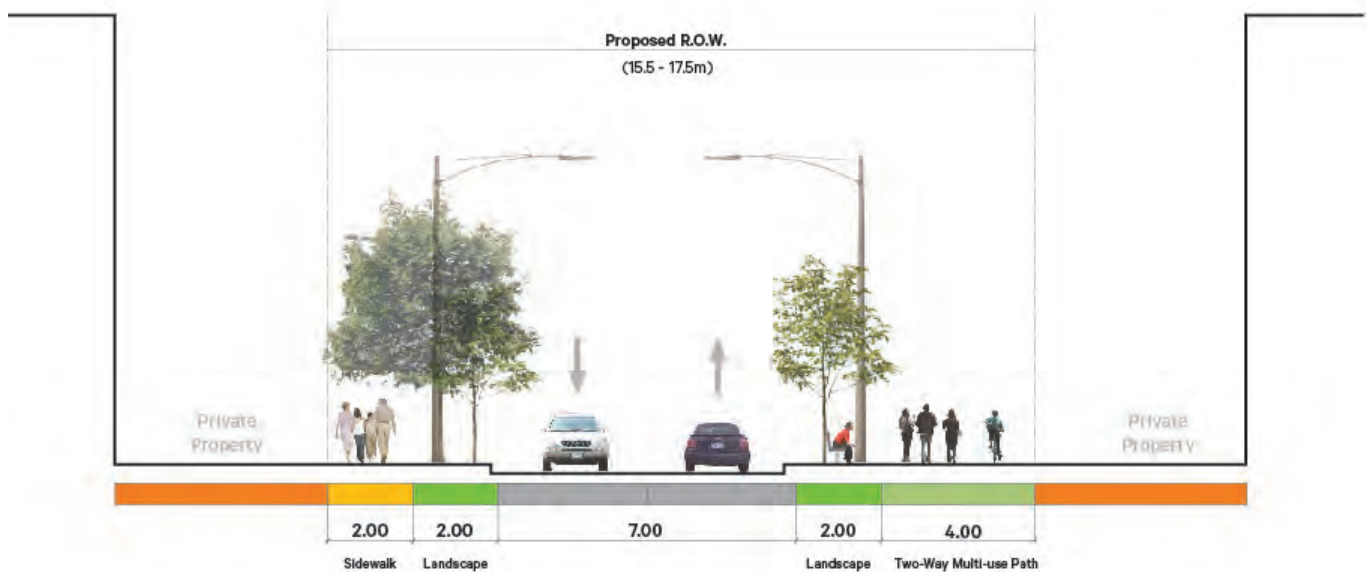 Proposed R.O.W.
(15.5 - 17.5m)
Private
Property
Private
Property
2.00
2.00
7.00
2.00
4.00
Sidewalk
Landscape
Landscape
Two-Way Multi-use Path